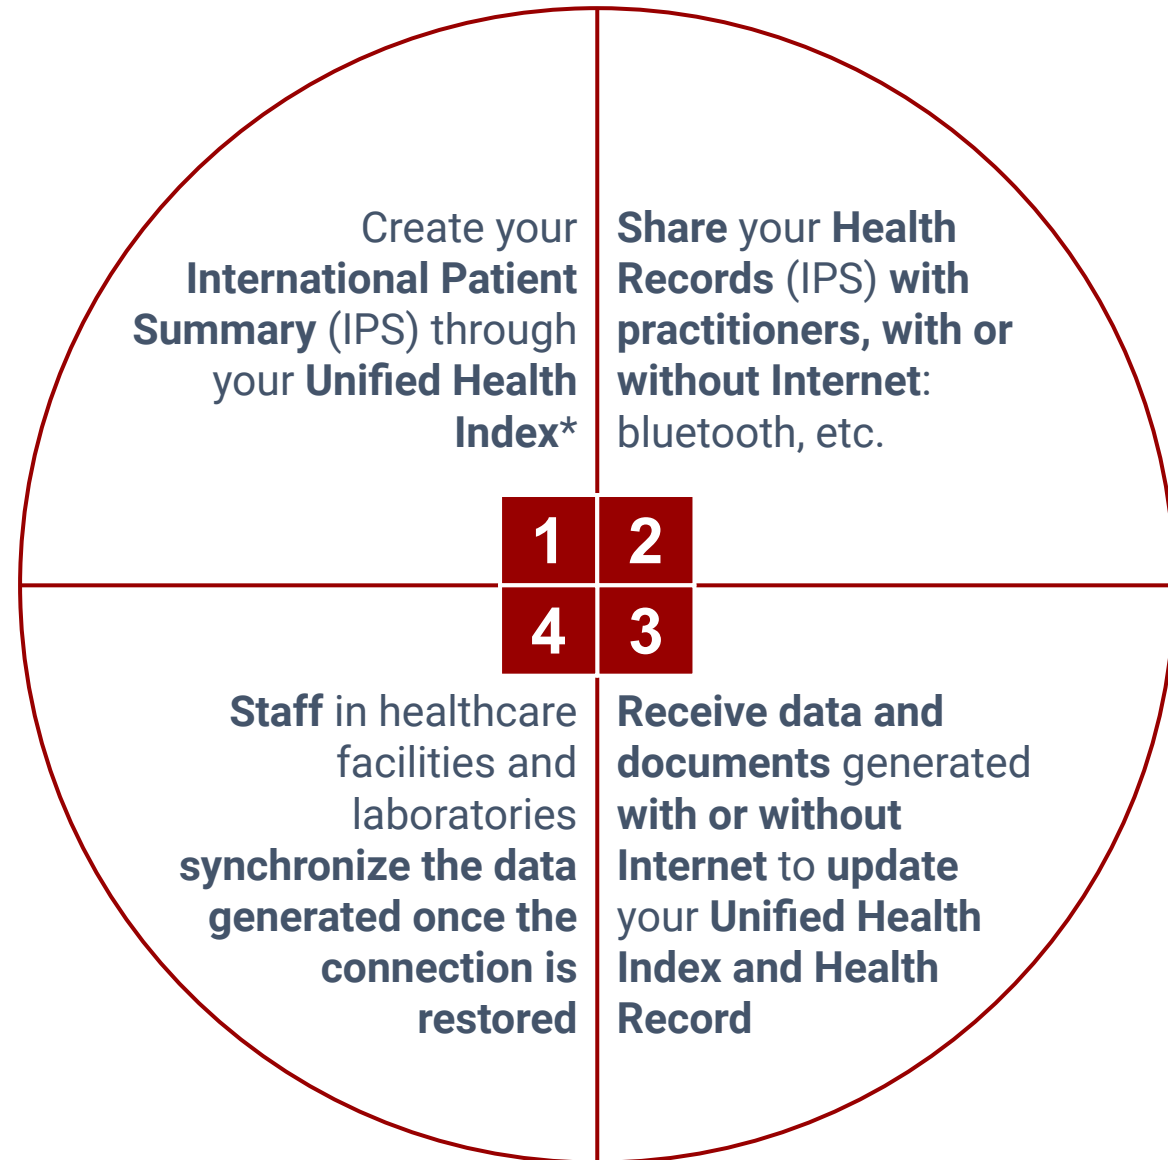 Create your
International Patient
Summary (IPS) through
your Unified Health
Index*
1
Share your Health
Records (IPS) with
practitioners, with or
without Internet:
bluetooth, etc.
2
3
Receive data and
documents generated
with or without
Internet to update
your Unified Health
Index and Health
Record
4
Staff in healthcare
facilities and
laboratories
synchronize the data
generated once the
connection is
restored